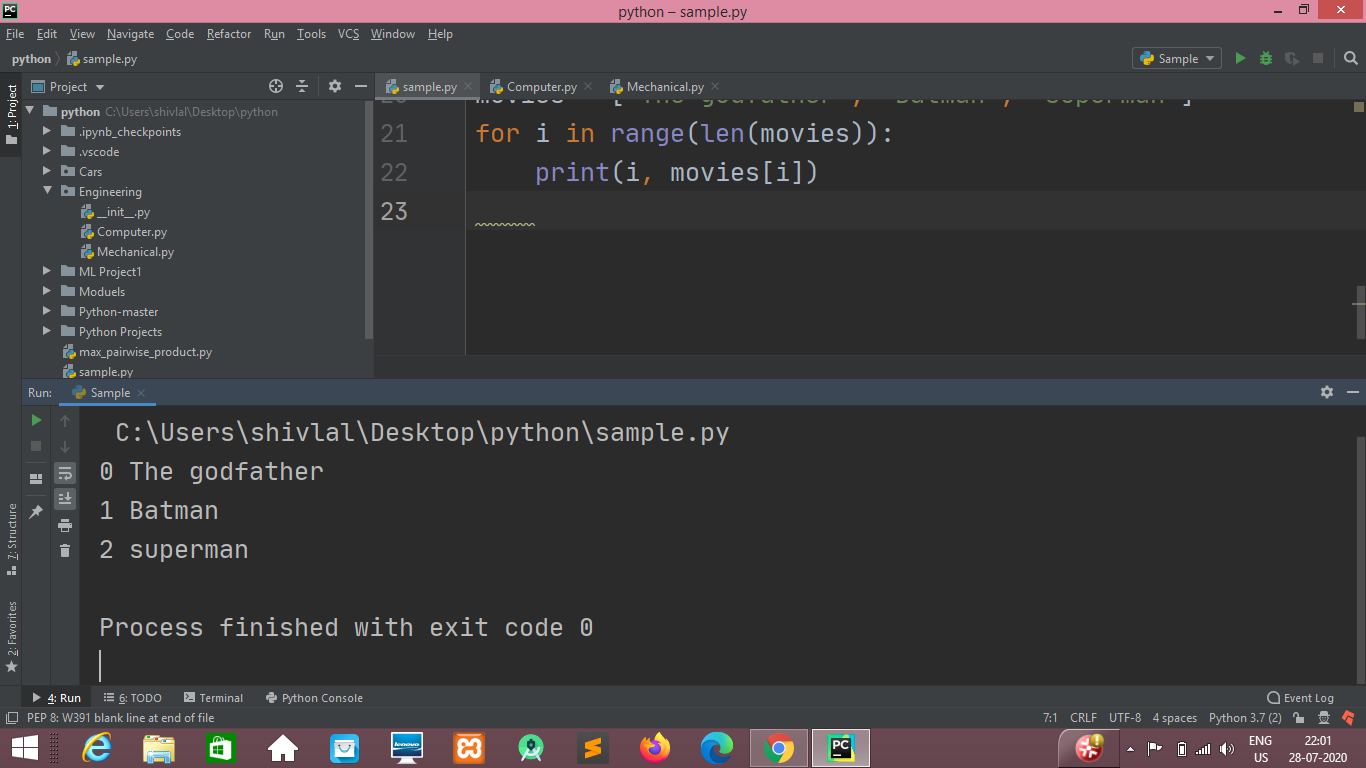 python – sample.py
File Edit View Navigate Code Refactor Run Tools VCS Window Help
python sample.py
Sample
1: Project
Project
sample.py Computer.py Mechanical.py
python C:\Users\shivlal\Desktop\python
.ipynb_checkpoints
.vscode
Cars
Engineering
__init__.py
Computer.py
Mechanical.py
ML Project1
Moduels
Python-master
Python Projects
max_pairwise_product.py
sample.py
21 for i in range(len(movies)):
22 print(i, movies[i])
23
Run: Sample
C:\Users\shivlal\Desktop\python\sample.py
0 The godfather
1 Batman
2 superman
Process finished with exit code 0
7: Structure
2: Favorites
4: Run 6: TODO Terminal Python Console Event Log
PEP 8: W391 blank line at end of file 7:1 CRLF UTF-8 4 spaces Python 3.7 (2)
lenovo
PC
ENG
US
22:01
28-07-2020